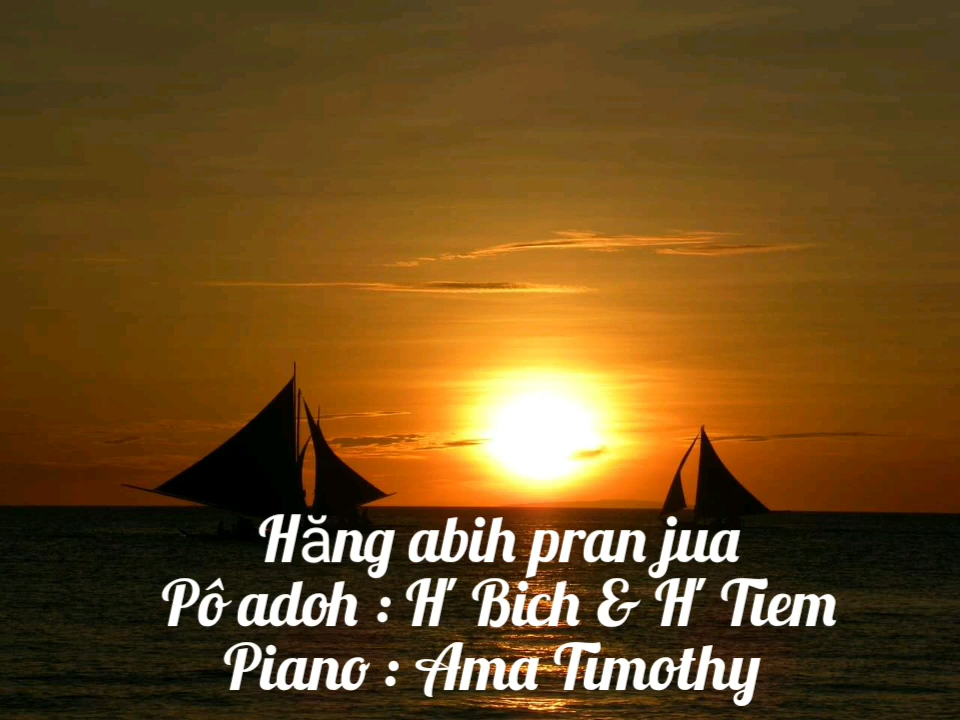 Hăng abih pran jua
Pô adoh : H' Bich & H' Tiem
Piano : Ama Timothy